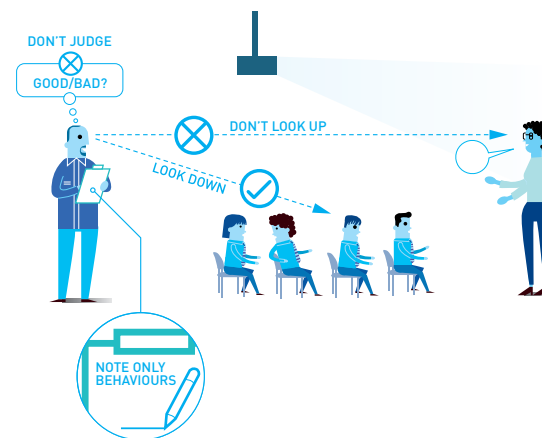 DON'T JUDGE
GOOD/BAD?
DON'T LOOK UP
LOOK DOWN
NOTE ONLY
BEHAVIOURS